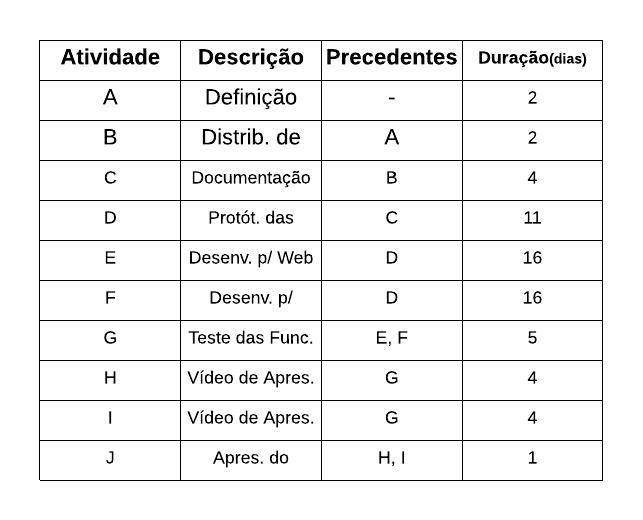 Atividade Descrição Precedentes Duração(dias)
A Definição - 2
B Distrib. de A 2
C Documentação B 4
D Protót. das C 11
E Desenv. p/ Web D 16
F Desenv. p/ D 16
G Teste das Func. E, F 5
H Vídeo de Apres. G 4
I Vídeo de Apres. G 4
J Apres. do H, I 1